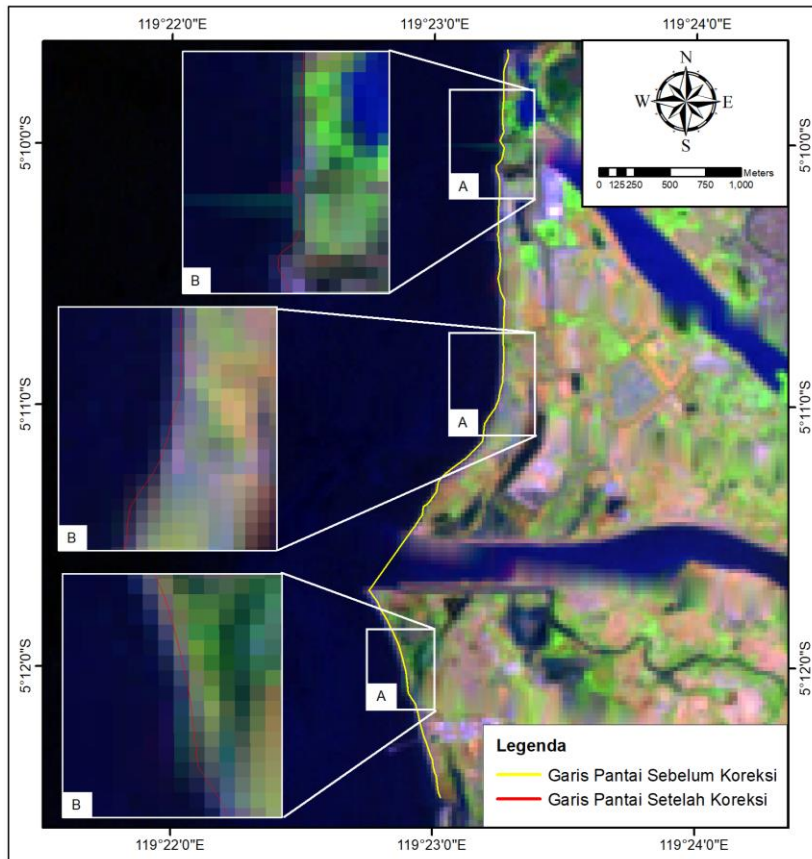 119°22'0"E
119°23'0"E
119°24'0"E
N
W
E
S
0 125 250 500 750 1,000
Meters
5°10'0"S
5°10'0"S
A
B
5°11'0"S
5°11'0"S
A
B
5°12'0"S
5°12'0"S
A
B
Legenda
Garis Pantai Sebelum Koreksi
Garis Pantai Setelah Koreksi
119°22'0"E
119°23'0"E
119°24'0"E